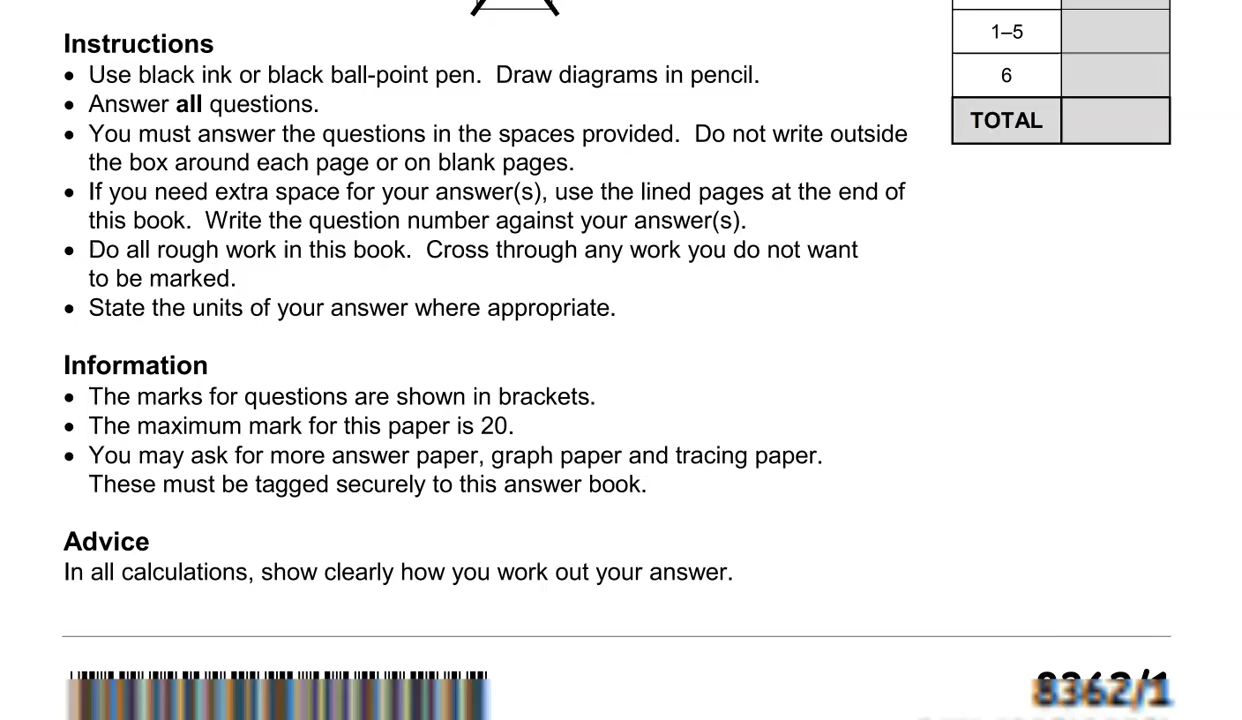 Instructions
• Use black ink or black ball-point pen.  Draw diagrams in pencil.
• Answer all questions.
• You must answer the questions in the spaces provided.  Do not write outside
the box around each page or on blank pages.
• If you need extra space for your answer(s), use the lined pages at the end of
this book.  Write the question number against your answer(s).
• Do all rough work in this book.  Cross through any work you do not want
to be marked.
• State the units of your answer where appropriate.
Information
• The marks for questions are shown in brackets.
• The maximum mark for this paper is 20.
• You may ask for more answer paper, graph paper and tracing paper.
These must be tagged securely to this answer book.
Advice
In all calculations, show clearly how you work out your answer.
1–5
6
TOTAL
8362/1